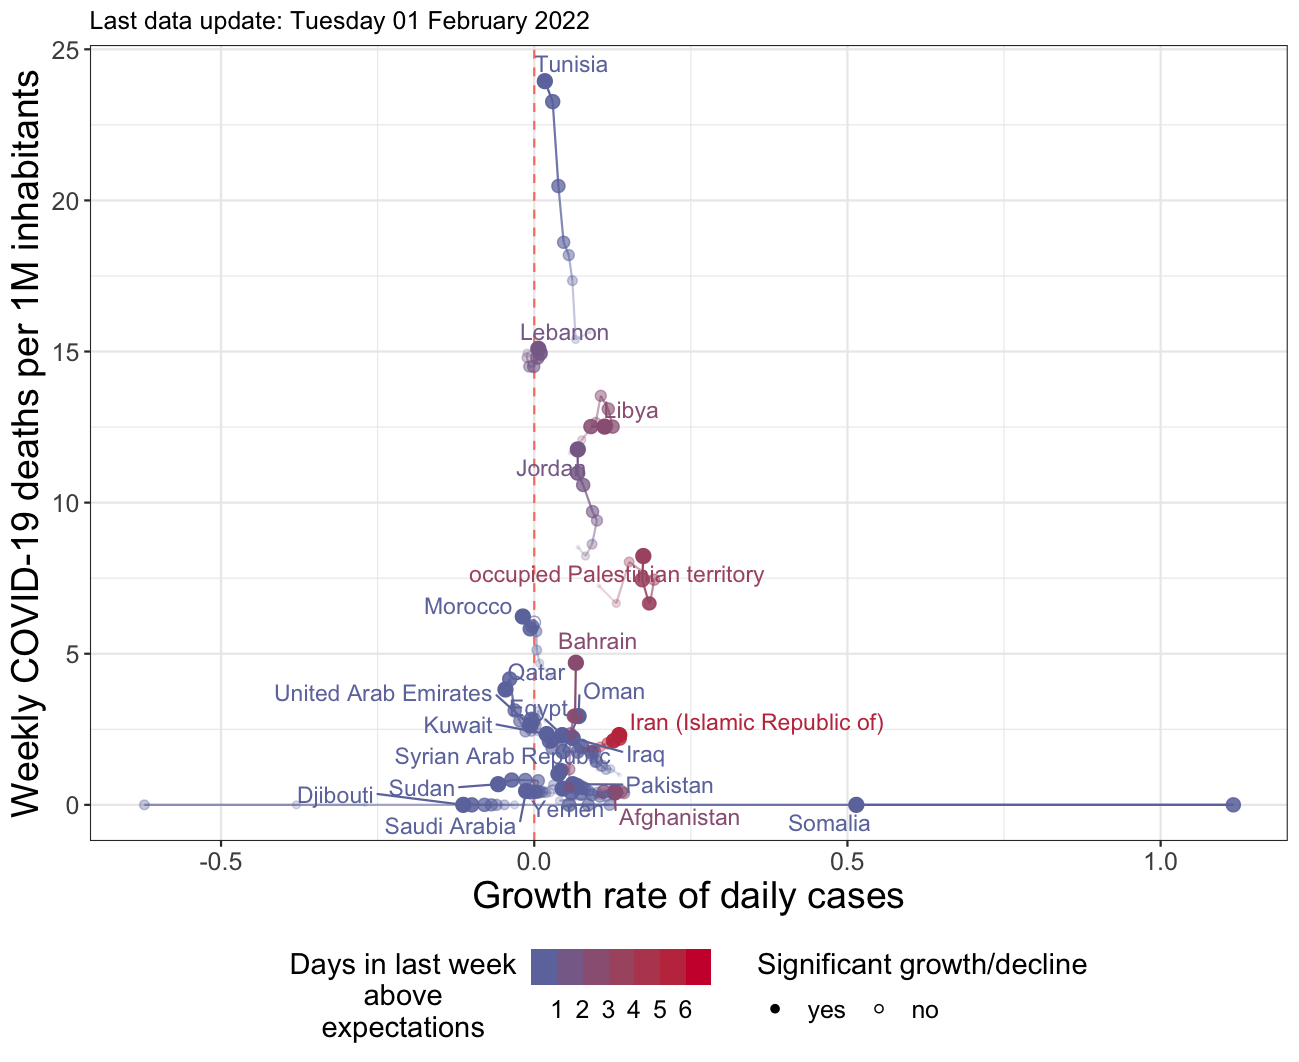 Last data update: Tuesday 01 February 2022
Weekly COVID-19 deaths per 1M inhabitants
25
20
15
10
5
0
Tunisia
Lebanon
Libya
Jordan
occupied Palestinian territory
Morocco
Bahrain
Qatar
United Arab Emirates
Oman
Egypt
Iran (Islamic Republic of)
Kuwait
Syrian Arab Republic
Iraq
Sudan
Pakistan
Djibouti
Yemen
Afghanistan
Saudi Arabia
Somalia
-0.5
0.0
0.5
1.0
Growth rate of daily cases
Days in last week
above
expectations
1 2 3 4 5 6
Significant growth/decline
yes
no